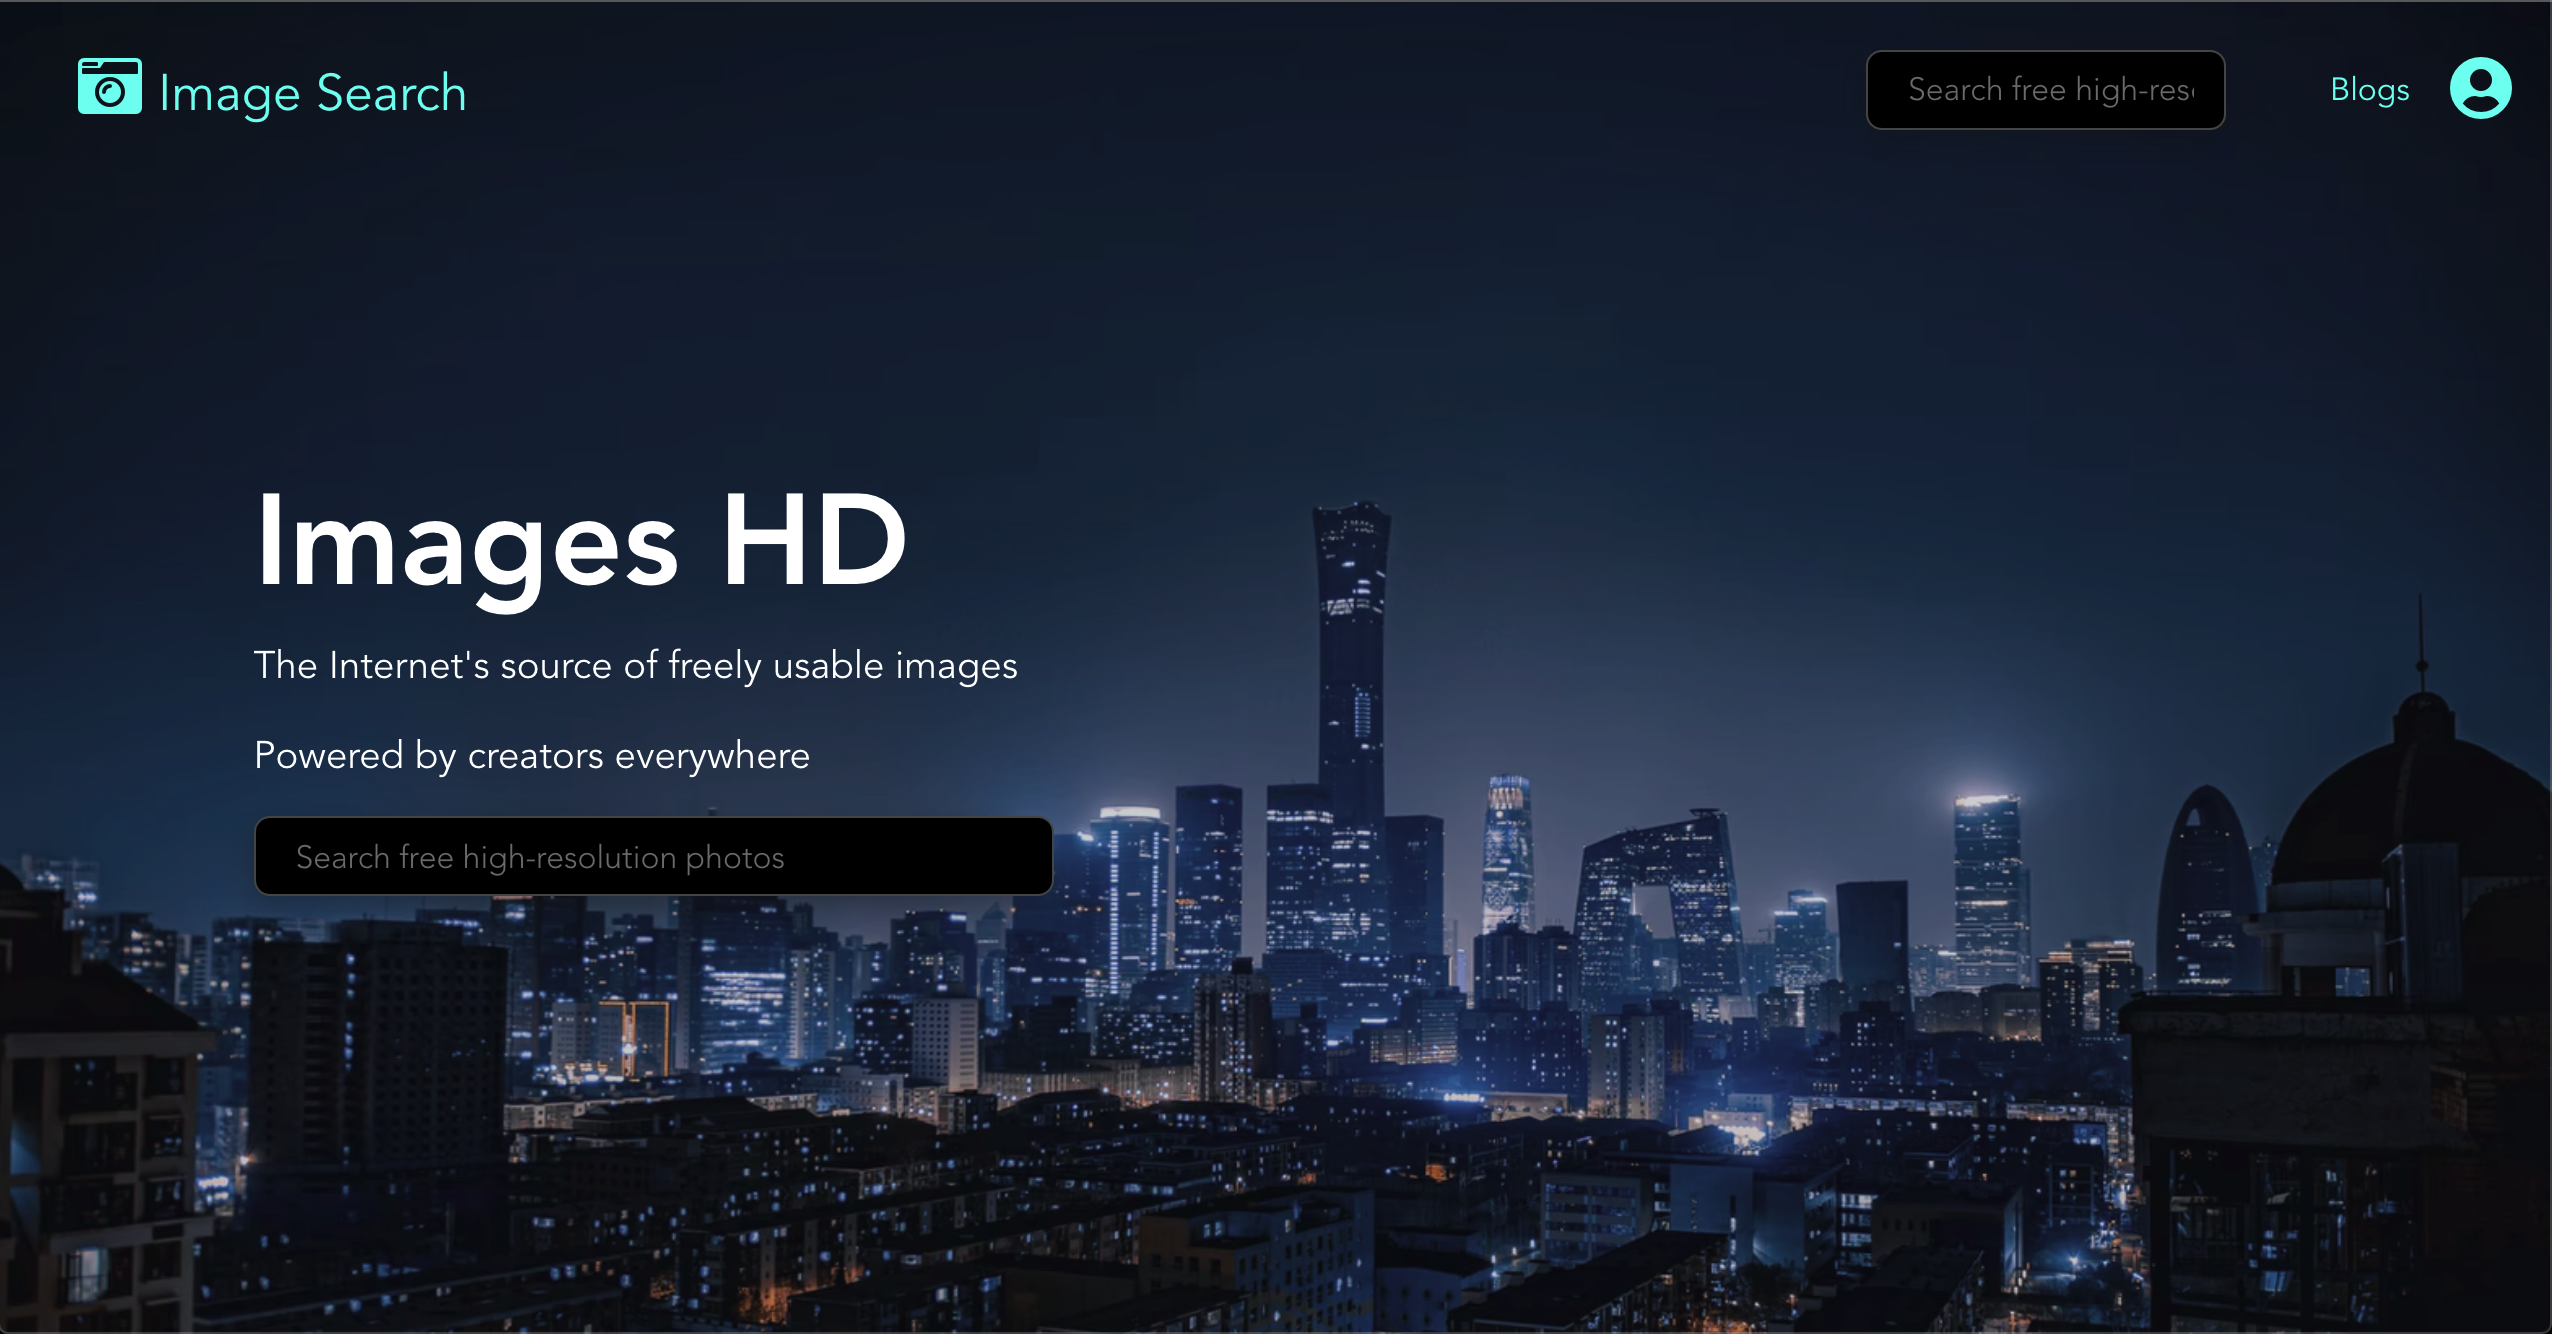 Image Search
Search free high-res
Blogs
Images HD
The Internet's source of freely usable images
Powered by creators everywhere
Search free high-resolution photos